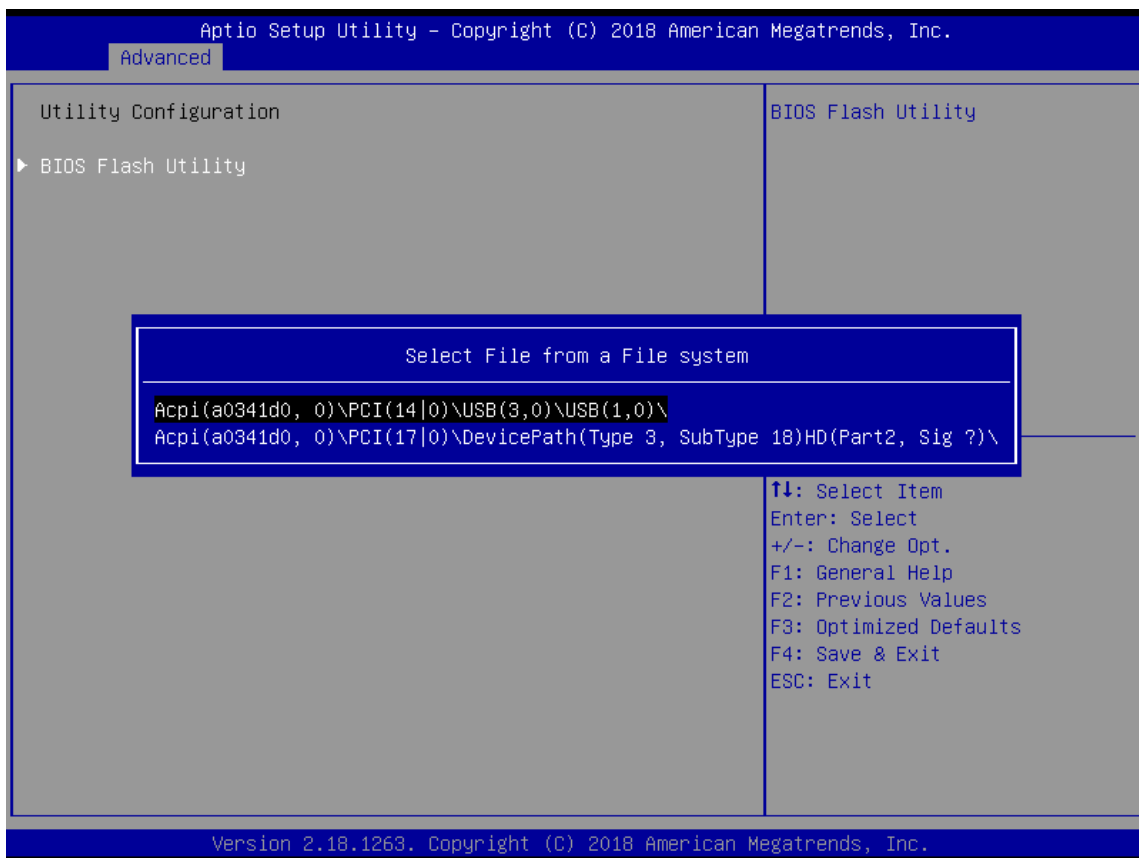 Aptio Setup Utility – Copyright (C) 2018 American Megatrends, Inc.
Advanced
Utility Configuration
BIOS Flash Utility
BIOS Flash Utility
Select File from a File system
Acpi(a0341d0, 0)\PCI(14|0)\USB(3,0)\USB(1,0)\
Acpi(a0341d0, 0)\PCI(17|0)\DevicePath(Type 3, SubType 18)HD(Part2, Sig ?)\
↑↓: Select Item
Enter: Select
+/-: Change Opt.
F1: General Help
F2: Previous Values
F3: Optimized Defaults
F4: Save & Exit
ESC: Exit
Version 2.18.1263. Copyright (C) 2018 American Megatrends, Inc.